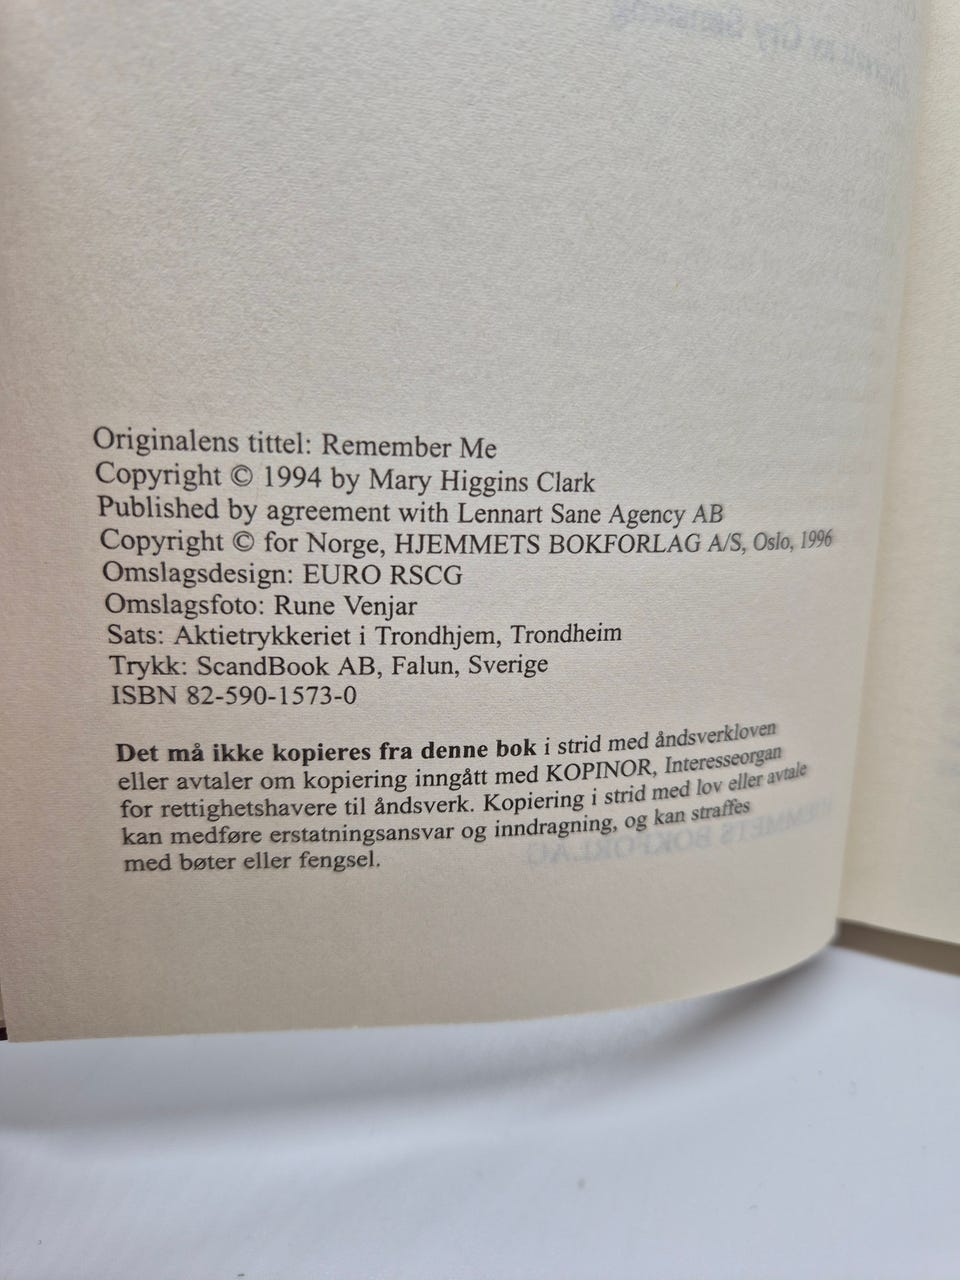 Originalens tittel: Remember Me
Copyright © 1994 by Mary Higgins Clark
Published by agreement with Lennart Sane Agency AB
Copyright © for Norge, HJEMMETS BOKFORLAG A/S, Oslo, 1996
Omslagsdesign: EURO RSCG
Omslagsfoto: Rune Venjar
Sats: Aktietrykkeriet i Trondhjem, Trondheim
Trykk: ScandBook AB, Falun, Sverige
ISBN 82-590-1573-0
Det må ikke kopieres fra denne bok i strid med åndsverkloven
eller avtaler om kopiering inngått med KOPINOR, Interesseorgan
for rettighetshavere til åndsverk. Kopiering i strid med lov eller avtale
kan medføre erstatningsansvar og inndragning, og kan straffes
med bøter eller fengsel.